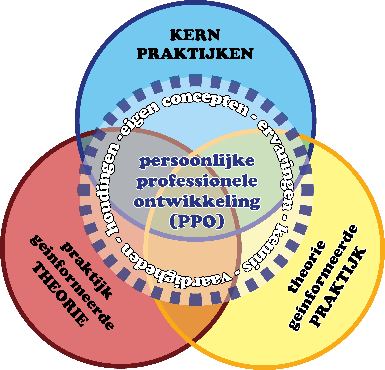 KERN
PRAKTIJKEN
houdingen - eigen concepten - ervaringen - kennis - vaardigheden -
persoonlijke
professionele
ontwikkeling
(PPO)
praktijk
geïnformeerde
THEORIE
theorie
geïnformeerde
PRAKTIJK